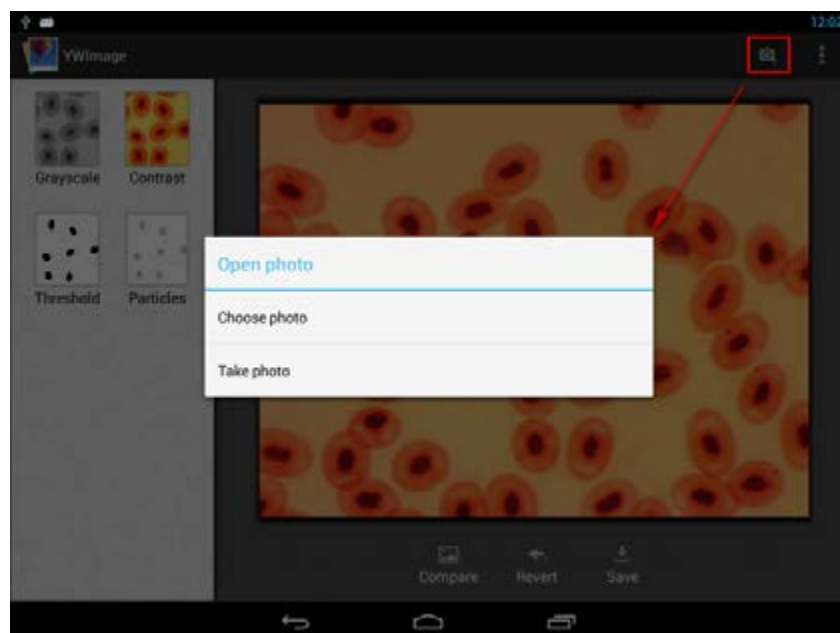 12:02
YWImage
Grayscale Contrast
Threshold Particles
Open photo
Choose photo
Take photo
Compare Revert Save